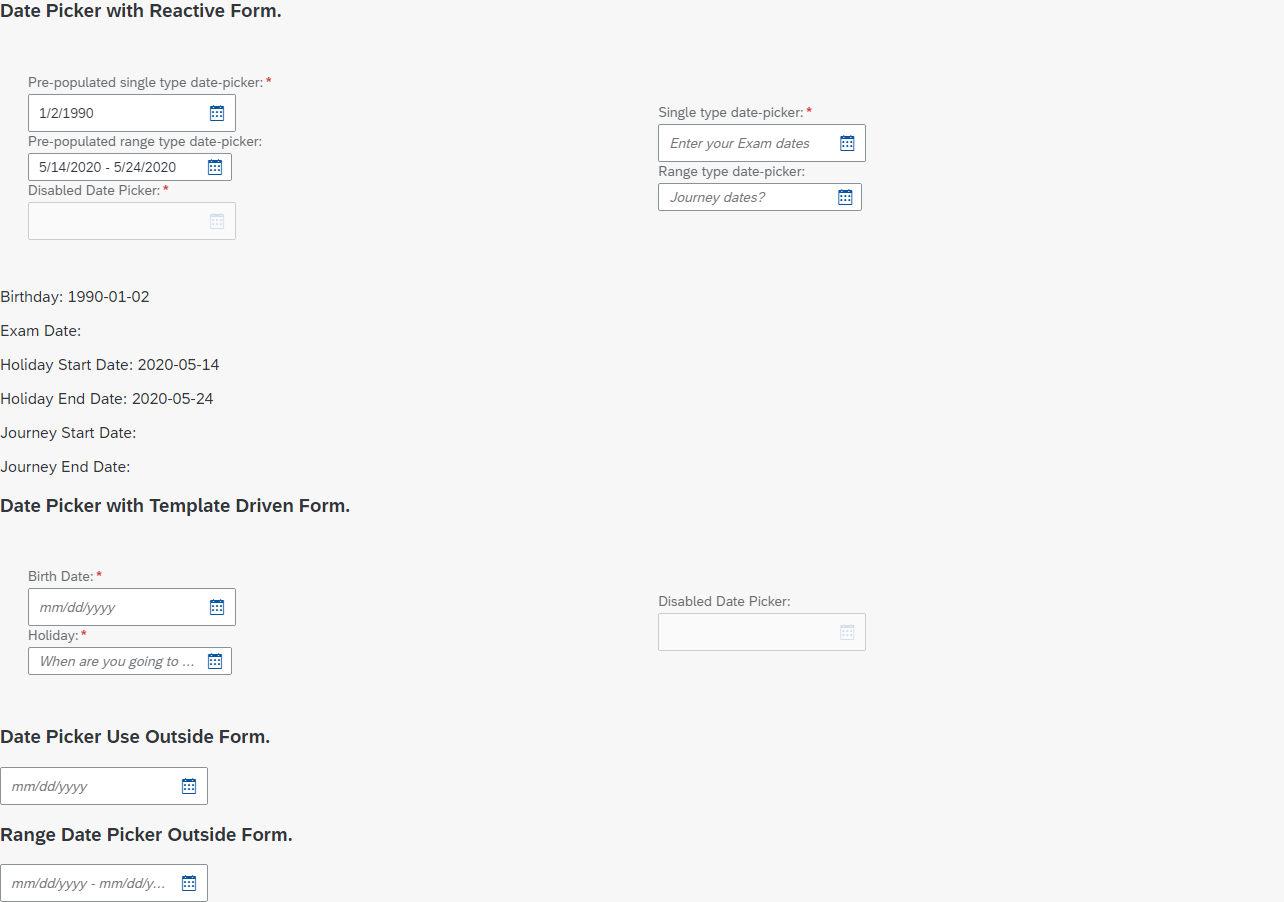 Date Picker with Reactive Form.
Pre-populated single type date-picker: *
1/2/1990
Pre-populated range type date-picker:
5/14/2020 - 5/24/2020
Disabled Date Picker: *
Single type date-picker: *
Enter your Exam dates
Range type date-picker:
Journey dates?
Birthday: 1990-01-02
Exam Date:
Holiday Start Date: 2020-05-14
Holiday End Date: 2020-05-24
Journey Start Date:
Journey End Date:
Date Picker with Template Driven Form.
Birth Date: *
mm/dd/yyyy
Holiday: *
When are you going to ...
Disabled Date Picker:
Date Picker Use Outside Form.
mm/dd/yyyy
Range Date Picker Outside Form.
mm/dd/yyyy - mm/dd/y...